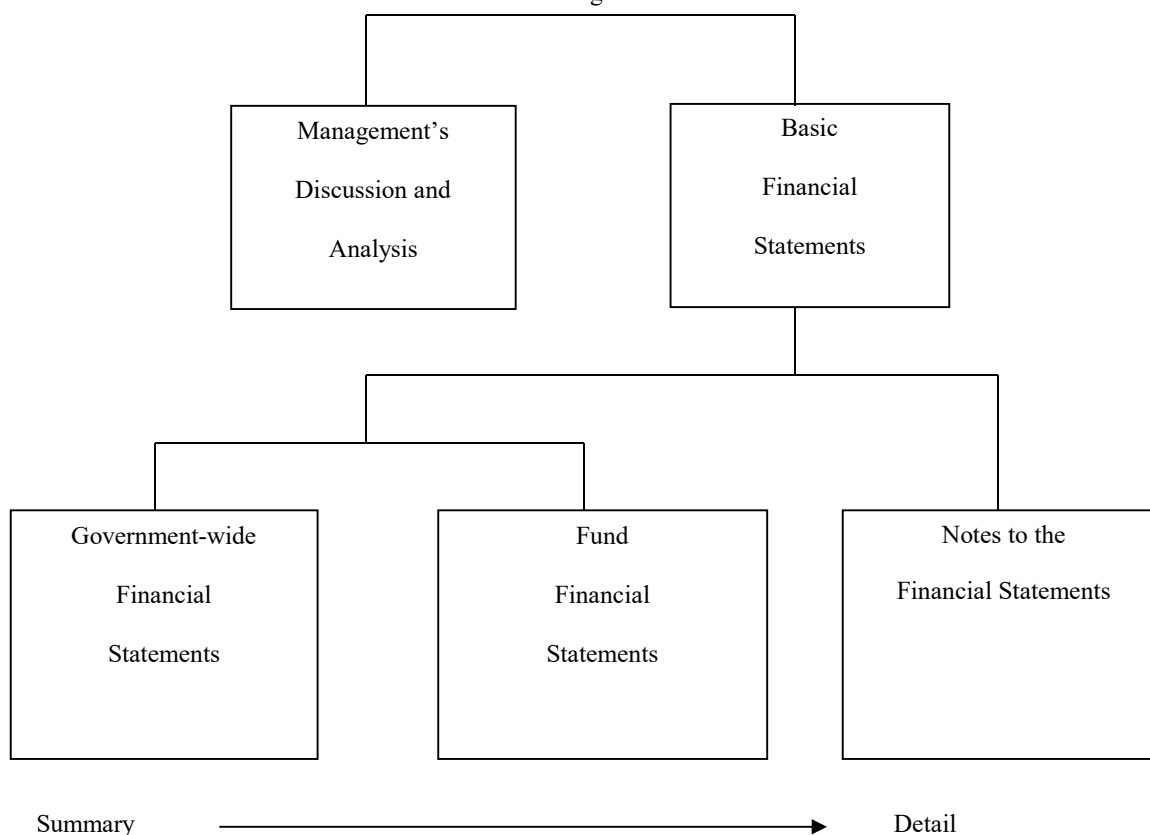 Management’s
Discussion and
Analysis
Basic
Financial
Statements
Government-wide
Financial
Statements
Fund
Financial
Statements
Notes to the
Financial Statements
Summary
Detail